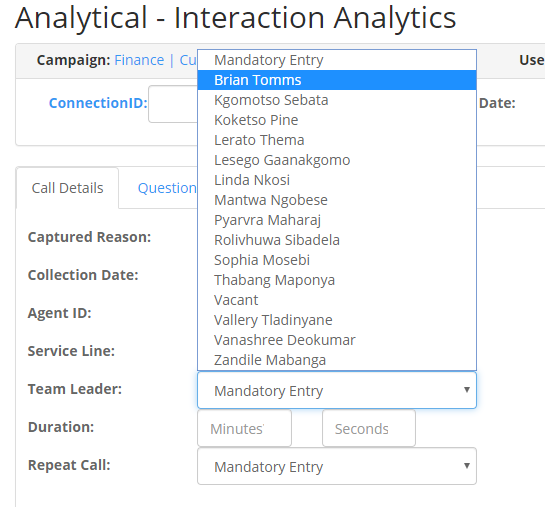 Analytical - Interaction Analytics
Campaign: Finance | Cu
Use
ConnectionID:
Date:
Mandatory Entry
Brian Tomms
Kgomotso Sebata
Koketso Pine
Lerato Thema
Lesego Gaanakgomo
Linda Nkosi
Mantwa Ngobese
Pyarvra Maharaj
Rolivhuwa Sibadela
Sophia Mosebi
Thabang Maponya
Vacant
Vallery Tladinyane
Vanashree Deokumar
Zandile Mabanga
Call Details
Question
Captured Reason:
Collection Date:
Agent ID:
Service Line:
Team Leader: Mandatory Entry
Duration: Minutes Seconds
Repeat Call: Mandatory Entry